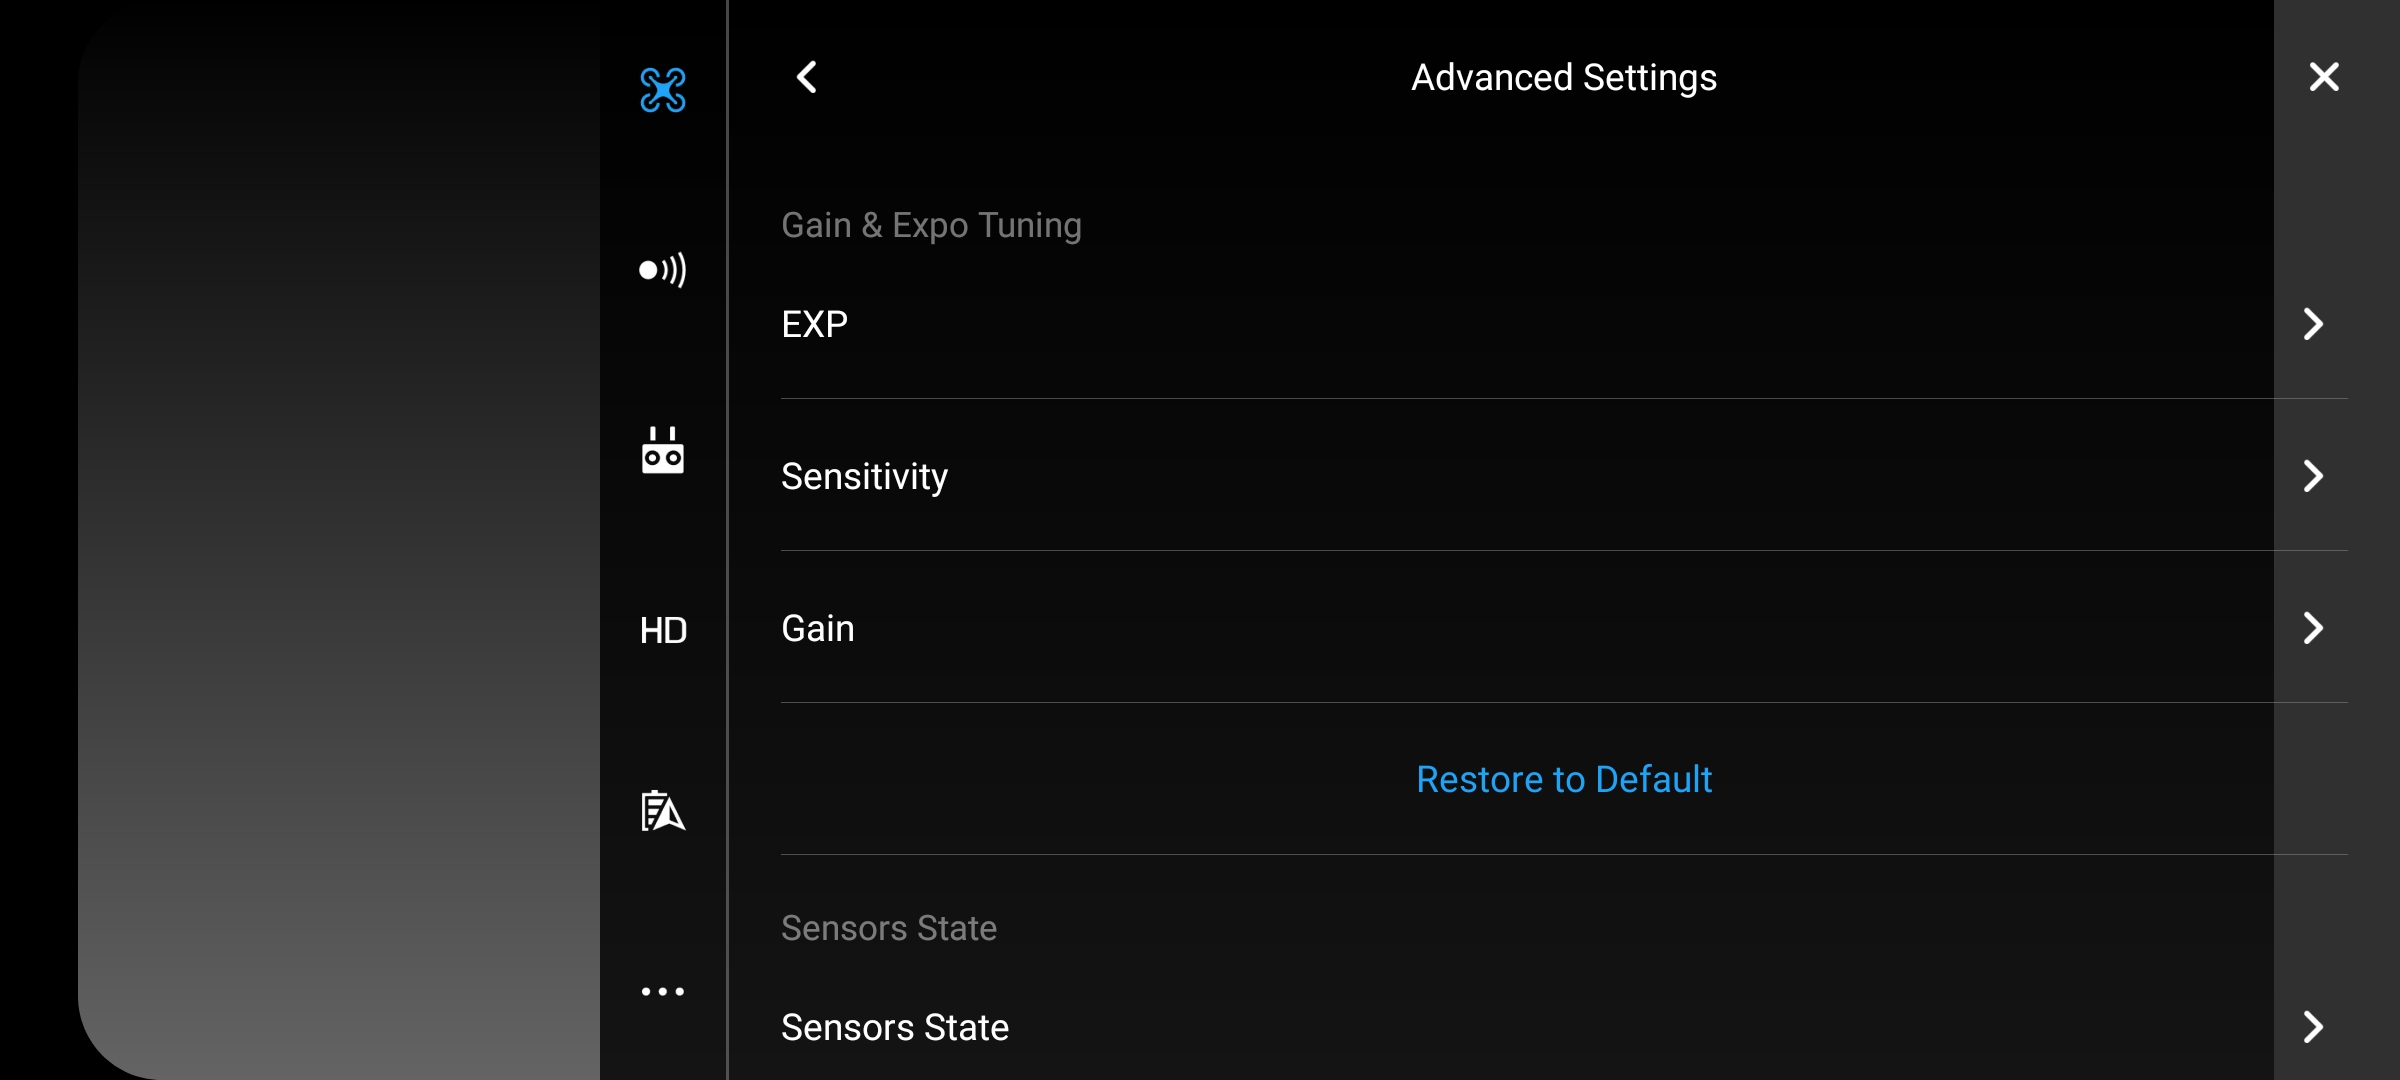 Advanced Settings
Gain & Expo Tuning
EXP
Sensitivity
HD
Gain
Restore to Default
Sensors State
Sensors State